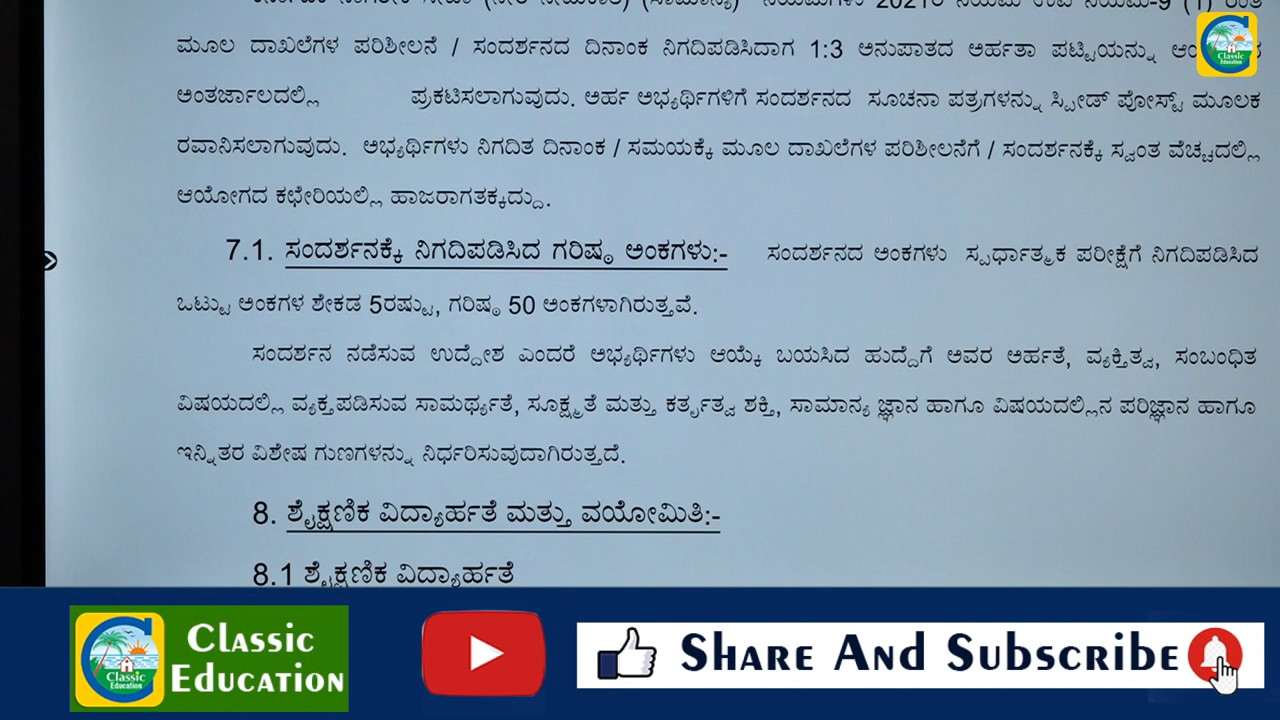 ಮೂಲ ದಾಖಲೆಗಳ ಪರಿಶೀಲನೆ / ಸಂದರ್ಶನದ ದಿನಾಂಕ ನಿಗದಿಪಡಿಸಿದಾಗ 1:3 ಅನುಪಾತದ ಅರ್ಹತಾ ಪಟ್ಟಿಯನ್ನು
ಅಂತರ್ಜಾಲದಲ್ಲಿ ಪ್ರಕಟಿಸಲಾಗುವುದು. ಅರ್ಹ ಅಭ್ಯರ್ಥಿಗಳಿಗೆ ಸಂದರ್ಶನದ ಸೂಚನಾ ಪತ್ರಗಳನ್ನು ಸ್ಪೀಡ್ ಪೋಸ್ಟ್ ಮೂಲಕ
ರವಾನಿಸಲಾಗುವುದು. ಅಭ್ಯರ್ಥಿಗಳು ನಿಗದಿತ ದಿನಾಂಕ / ಸಮಯಕ್ಕೆ ಮೂಲ ದಾಖಲೆಗಳ ಪರಿಶೀಲನೆಗೆ / ಸಂದರ್ಶನಕ್ಕೆ ಸ್ವಂತ ವೆಚ್ಚದಲ್ಲಿ
ಆಯೋಗದ ಕಛೇರಿಯಲ್ಲಿ ಹಾಜರಾಗತಕ್ಕದ್ದು.
7.1. ಸಂದರ್ಶನಕ್ಕೆ ನಿಗದಿಪಡಿಸಿದ ಗರಿಷ್ಠ ಅಂಕಗಳು:- ಸಂದರ್ಶನದ ಅಂಕಗಳು ಸ್ಪರ್ಧಾತ್ಮಕ ಪರೀಕ್ಷೆಗೆ ನಿಗದಿಪಡಿಸಿದ
ಒಟ್ಟು ಅಂಕಗಳ ಶೇಕಡ 5ರಷ್ಟು, ಗರಿಷ್ಠ 50 ಅಂಕಗಳಾಗಿರುತ್ತವೆ.
ಸಂದರ್ಶನ ನಡೆಸುವ ಉದ್ದೇಶ ಎಂದರೆ ಅಭ್ಯರ್ಥಿಗಳು ಆಯ್ಕೆ ಬಯಸಿದ ಹುದ್ದೆಗೆ ಅವರ ಅರ್ಹತೆ, ವ್ಯಕ್ತಿತ್ವ, ಸಂಬಂಧಿತ
ವಿಷಯದಲ್ಲಿ ವ್ಯಕ್ತಪಡಿಸುವ ಸಾಮರ್ಥ್ಯತೆ, ಸೂಕ್ಷ್ಮತೆ ಮತ್ತು ಕರ್ತೃತ್ವ ಶಕ್ತಿ, ಸಾಮಾನ್ಯ ಜ್ಞಾನ ಹಾಗೂ ವಿಷಯದಲ್ಲಿನ ಪರಿಜ್ಞಾನ ಹಾಗೂ
ಇನ್ನಿತರ ವಿಶೇಷ ಗುಣಗಳನ್ನು ನಿರ್ಧರಿಸುವುದಾಗಿರುತ್ತದೆ.
8. ಶೈಕ್ಷಣಿಕ ವಿದ್ಯಾರ್ಹತೆ ಮತ್ತು ವಯೋಮಿತಿ:-
8.1 ಶೈಕ್ಷಣಿಕ ವಿದ್ಯಾರ್ಹತೆ
Classic Education
Classic Education
Classic
Education
Share And Subscribe